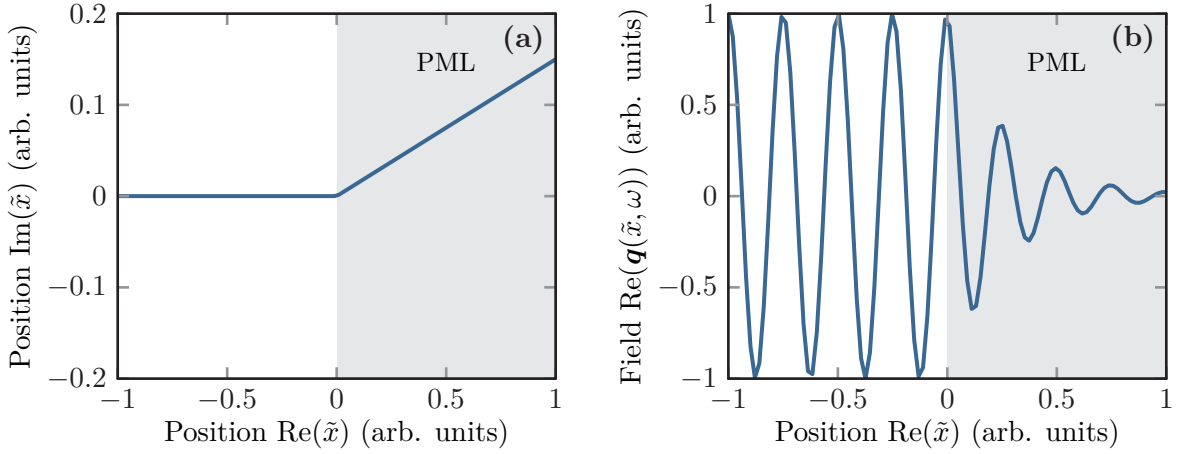 (a)
PML
0.2
0.1
0
−0.1
−0.2
−1
−0.5
0
0.5
1
Position Im(x̃) (arb. units)
Position Re(x̃) (arb. units)
(b)
PML
1
0.5
0
−0.5
−1
−1
−0.5
0
0.5
1
Field Re(q(x̃, ω)) (arb. units)
Position Re(x̃) (arb. units)